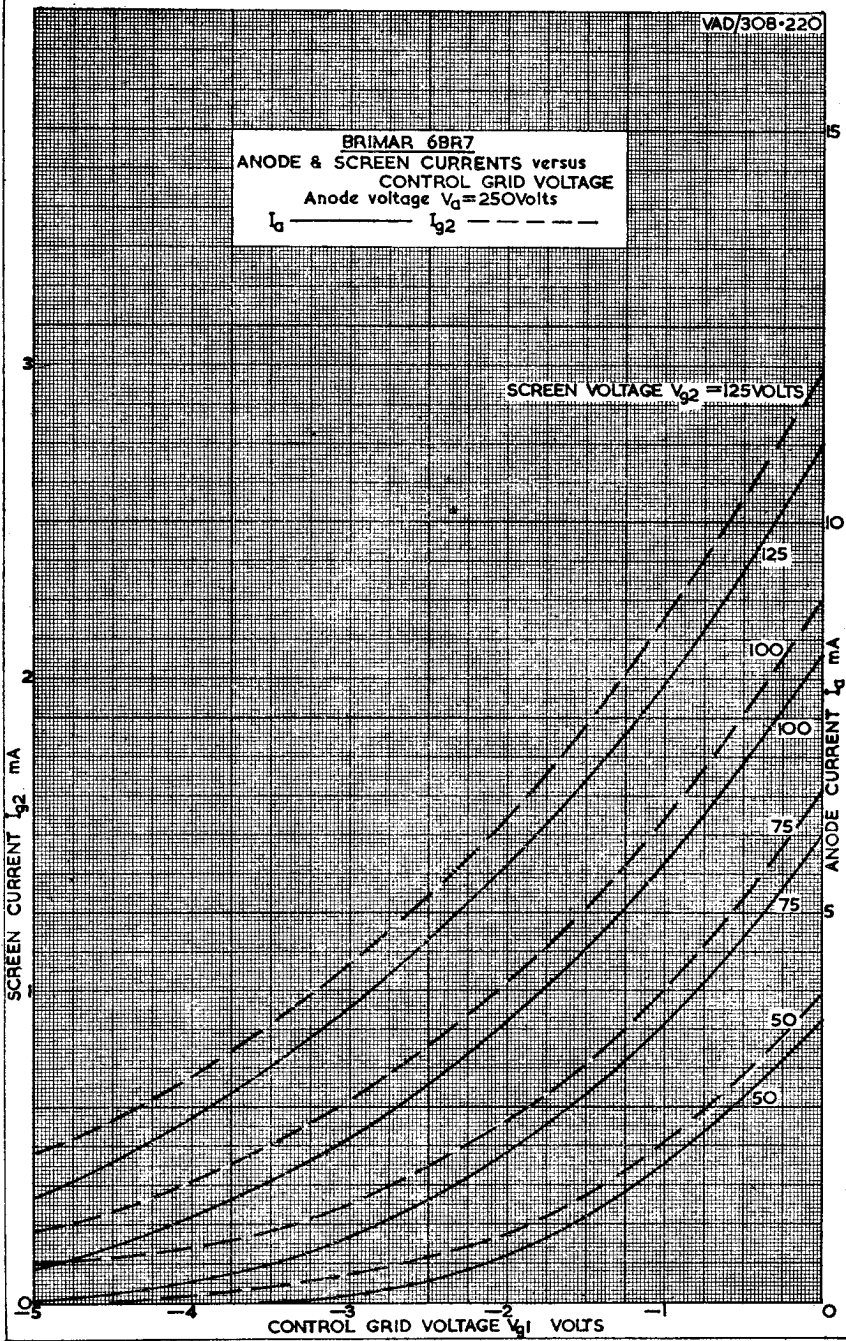 VAD/308·220
BRIMAR 6BR7
ANODE & SCREEN CURRENTS versus
CONTROL GRID VOLTAGE
Anode voltage Va=250Volts
Ia Ig2
SCREEN VOLTAGE Vg2 =125VOLTS
125
100
100
75
75
50
50
15
10
5
0
ANODE CURRENT Ia mA
3
2
1
0
SCREEN CURRENT Ig2 mA
-5 -4 -3 -2 -1 0
CONTROL GRID VOLTAGE Vg1 VOLTS